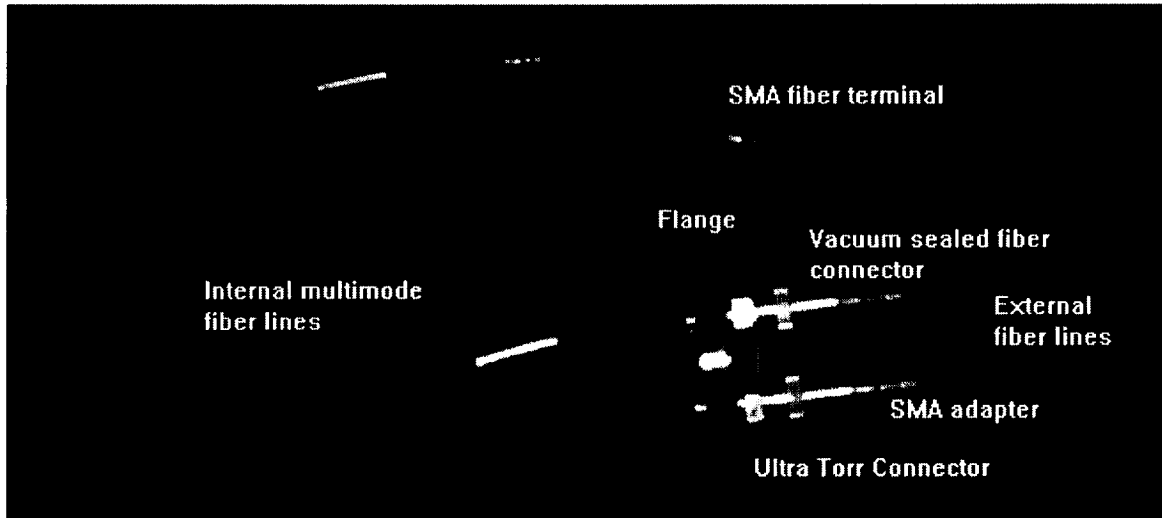 SMA fiber terminal
Flange
Vacuum sealed fiber
connector
Internal multimode
fiber lines
External
fiber lines
SMA adapter
Ultra Torr Connector